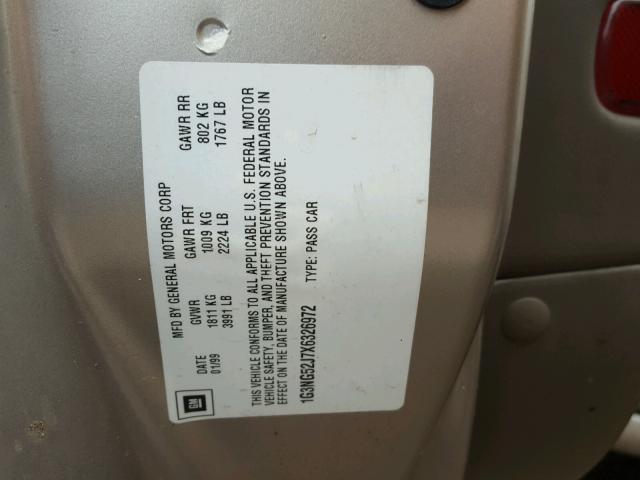 MFD BY GENERAL MOTORS CORP
DATE GVWR GAWR FRT GAWR RR
01/99 1811 KG 1009 KG 802 KG
3991 LB 2224 LB 1767 LB
THIS VEHICLE CONFORMS TO ALL APPLICABLE U.S. FEDERAL MOTOR
VEHICLE SAFETY, BUMPER, AND THEFT PREVENTION STANDARDS IN
EFFECT ON THE DATE OF MANUFACTURE SHOWN ABOVE.
1G3NG52J7X6326972 TYPE: PASS CAR
GM